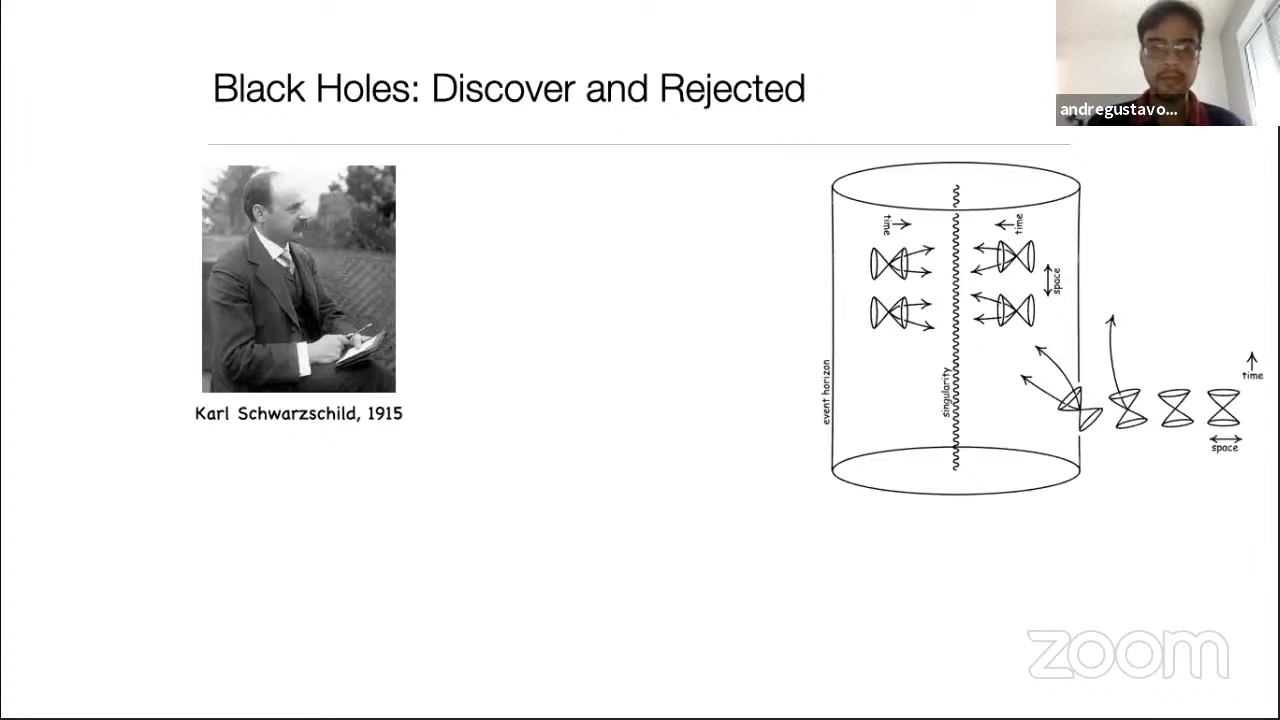 Black Holes: Discover and Rejected
andregustavo...
Karl Schwarzschild, 1915
time
time
space
event horizon
singularity
time
space
zoom